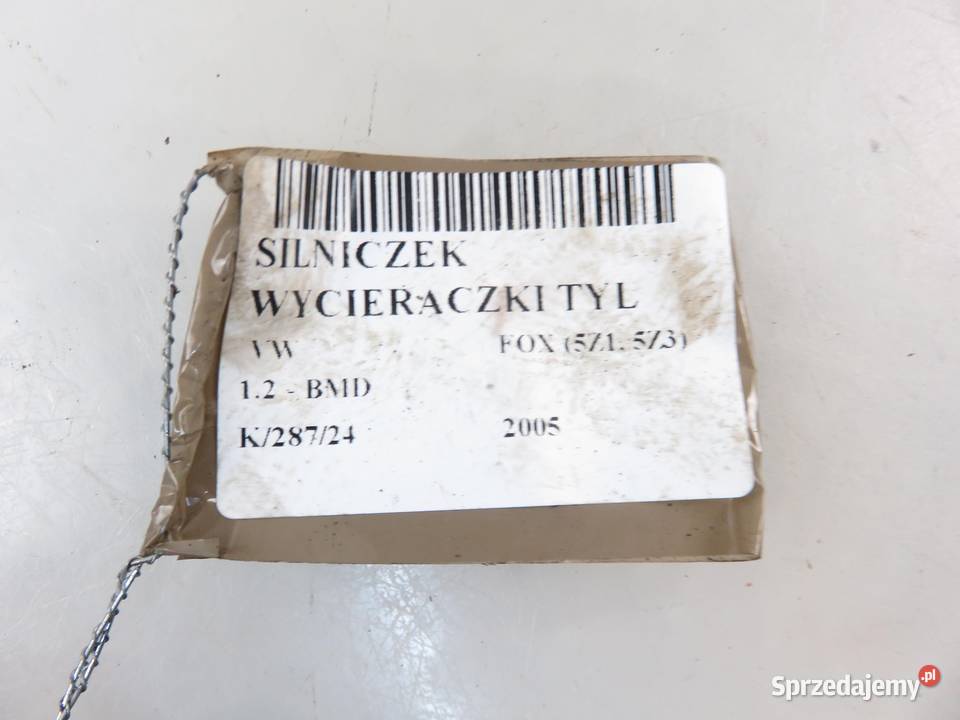 SILNICZEK
WYCIERACZKI TYL
VW FOX (5Z1, 5Z3)
1.2 - BMD
K/287/24 2005
Sprzedajemy.pl